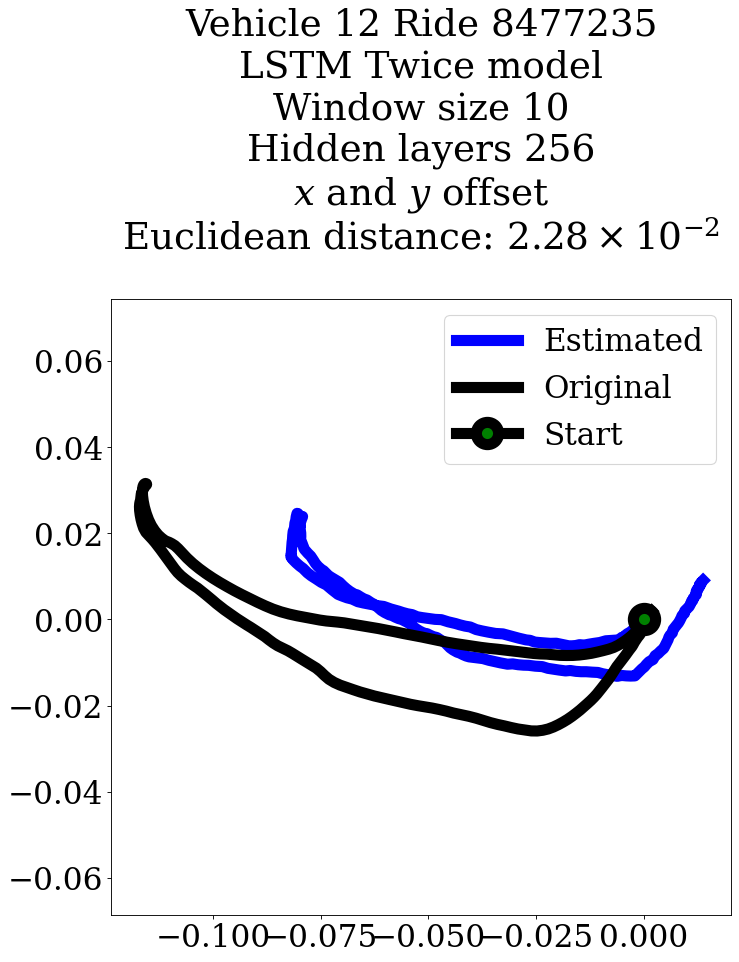 Vehicle 12 Ride 8477235
LSTM Twice model
Window size 10
Hidden layers 256
x and y offset
Euclidean distance: 2.28 × 10⁻²
Estimated
Original
Start
0.06
0.04
0.02
0.00
−0.02
−0.04
−0.06
−0.100 −0.075 −0.050 −0.025 0.000